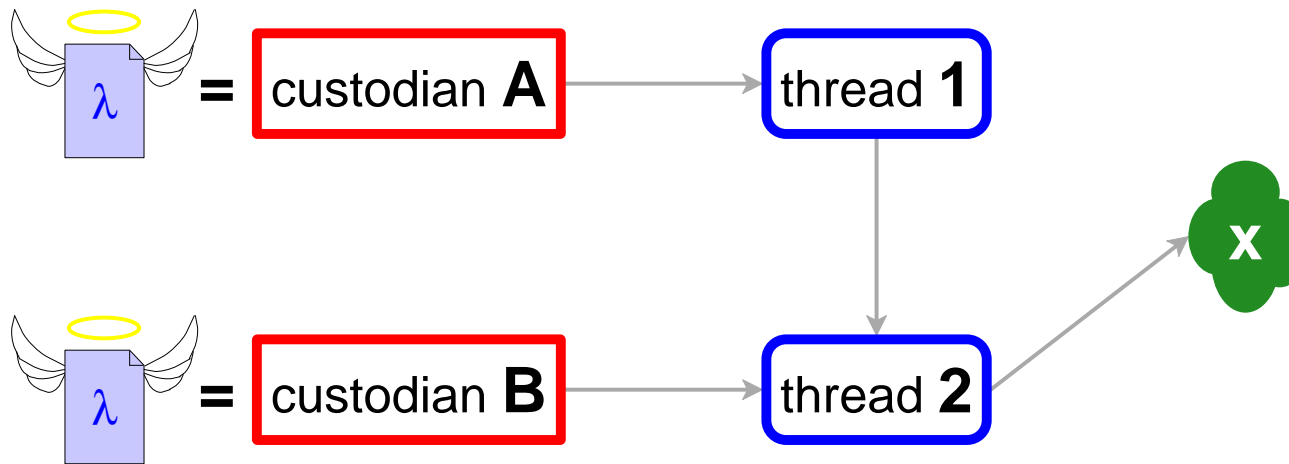 λ = custodian A thread 1
x
λ = custodian B thread 2